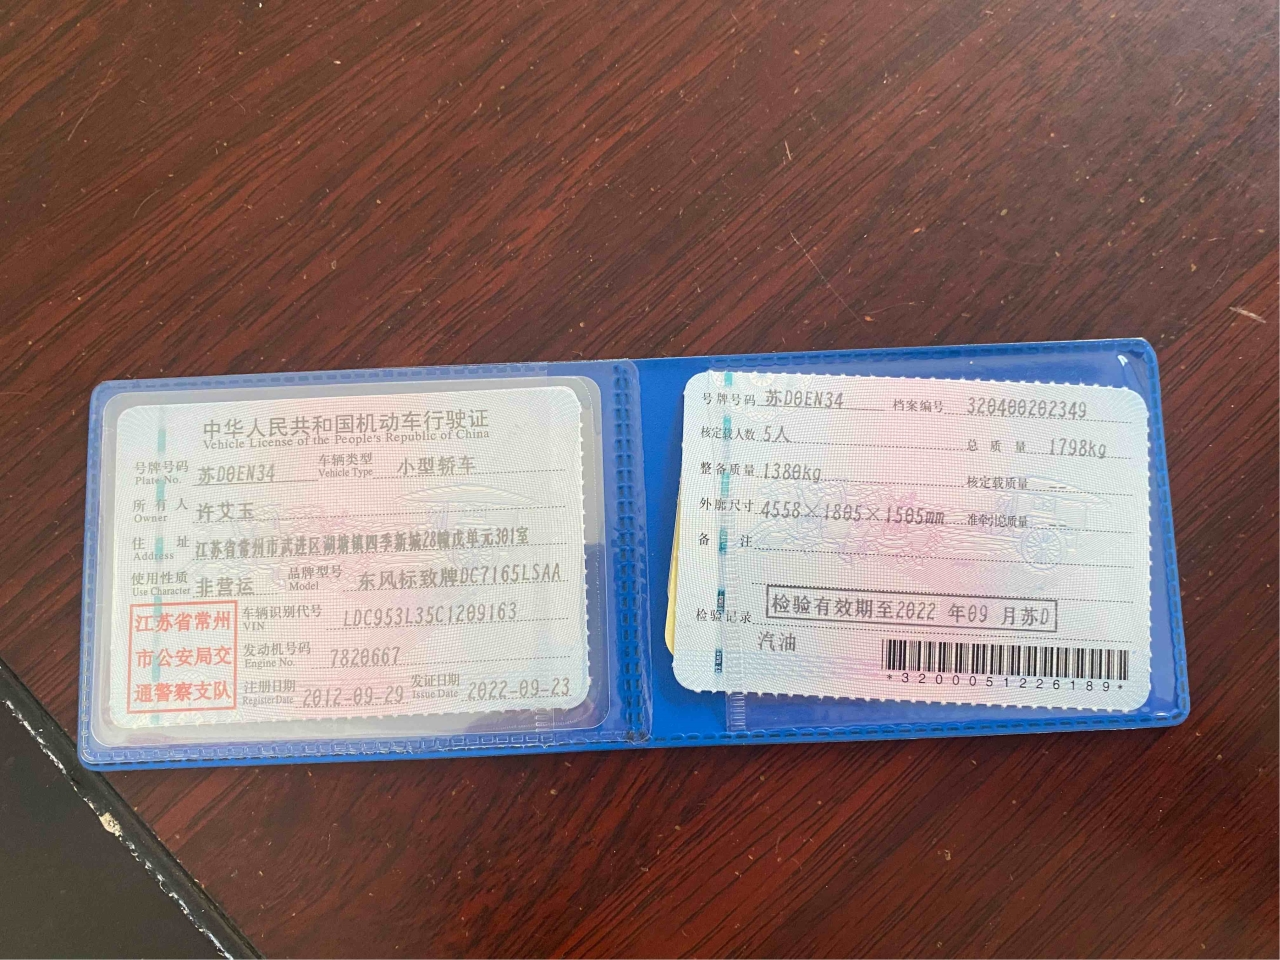 中华人民共和国机动车行驶证
Vehicle License of the People's Republic of China
号牌号码 苏D0EN34 车辆类型 小型轿车
Plate No. Vehicle Type
所有人 许艾玉
Owner
住址 江苏省常州市武进区湖塘镇四季新城28幢戊单元301室
Address
使用性质 非营运 品牌型号 东风标致牌DC7165LSAA
Use Character Model
江苏省常州
市公安局交
通警察支队
车辆识别代号 LDC953L35C1209163
VIN
发动机号码 7820667
Engine No.
注册日期 2012-09-29 发证日期 2022-09-23
Register Date Issue Date
号牌号码 苏D0EN34 档案编号 320400202349
核定载人数 5人 总质量 1798kg
整备质量 1380kg 核定载质量 --
外廓尺寸 4558×1805×1505mm 准牵引总质量 --
备注
检验记录 检验有效期至2022年09月苏D
汽油
*3200051226189*